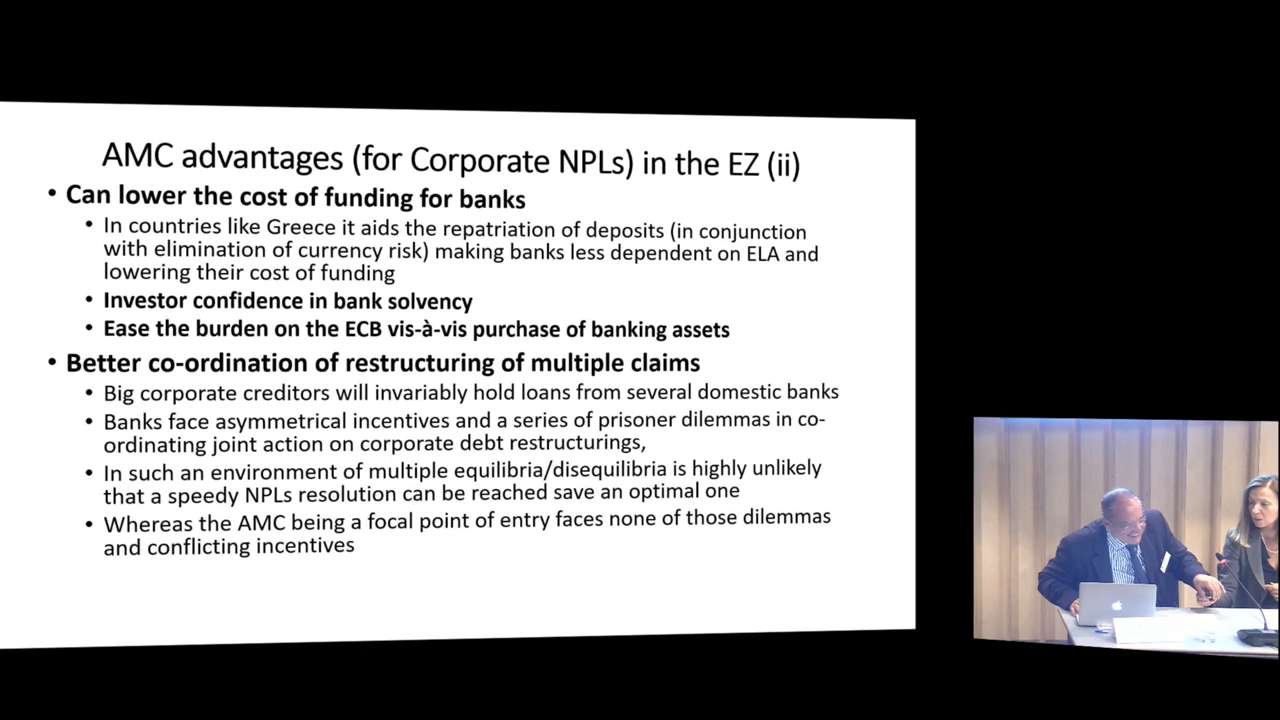 AMC advantages (for Corporate NPLs) in the EZ (ii)
• Can lower the cost of funding for banks
• In countries like Greece it aids the repatriation of deposits (in conjunction
with elimination of currency risk) making banks less dependent on ELA and
lowering their cost of funding
• Investor confidence in bank solvency
• Ease the burden on the ECB vis-à-vis purchase of banking assets
• Better co-ordination of restructuring of multiple claims
• Big corporate creditors will invariably hold loans from several domestic banks
• Banks face asymmetrical incentives and a series of prisoner dilemmas in co-
ordinating joint action on corporate debt restructurings,
• In such an environment of multiple equilibria/disequilibria is highly unlikely
that a speedy NPLs resolution can be reached save an optimal one
• Whereas the AMC being a focal point of entry faces none of those dilemmas
and conflicting incentives